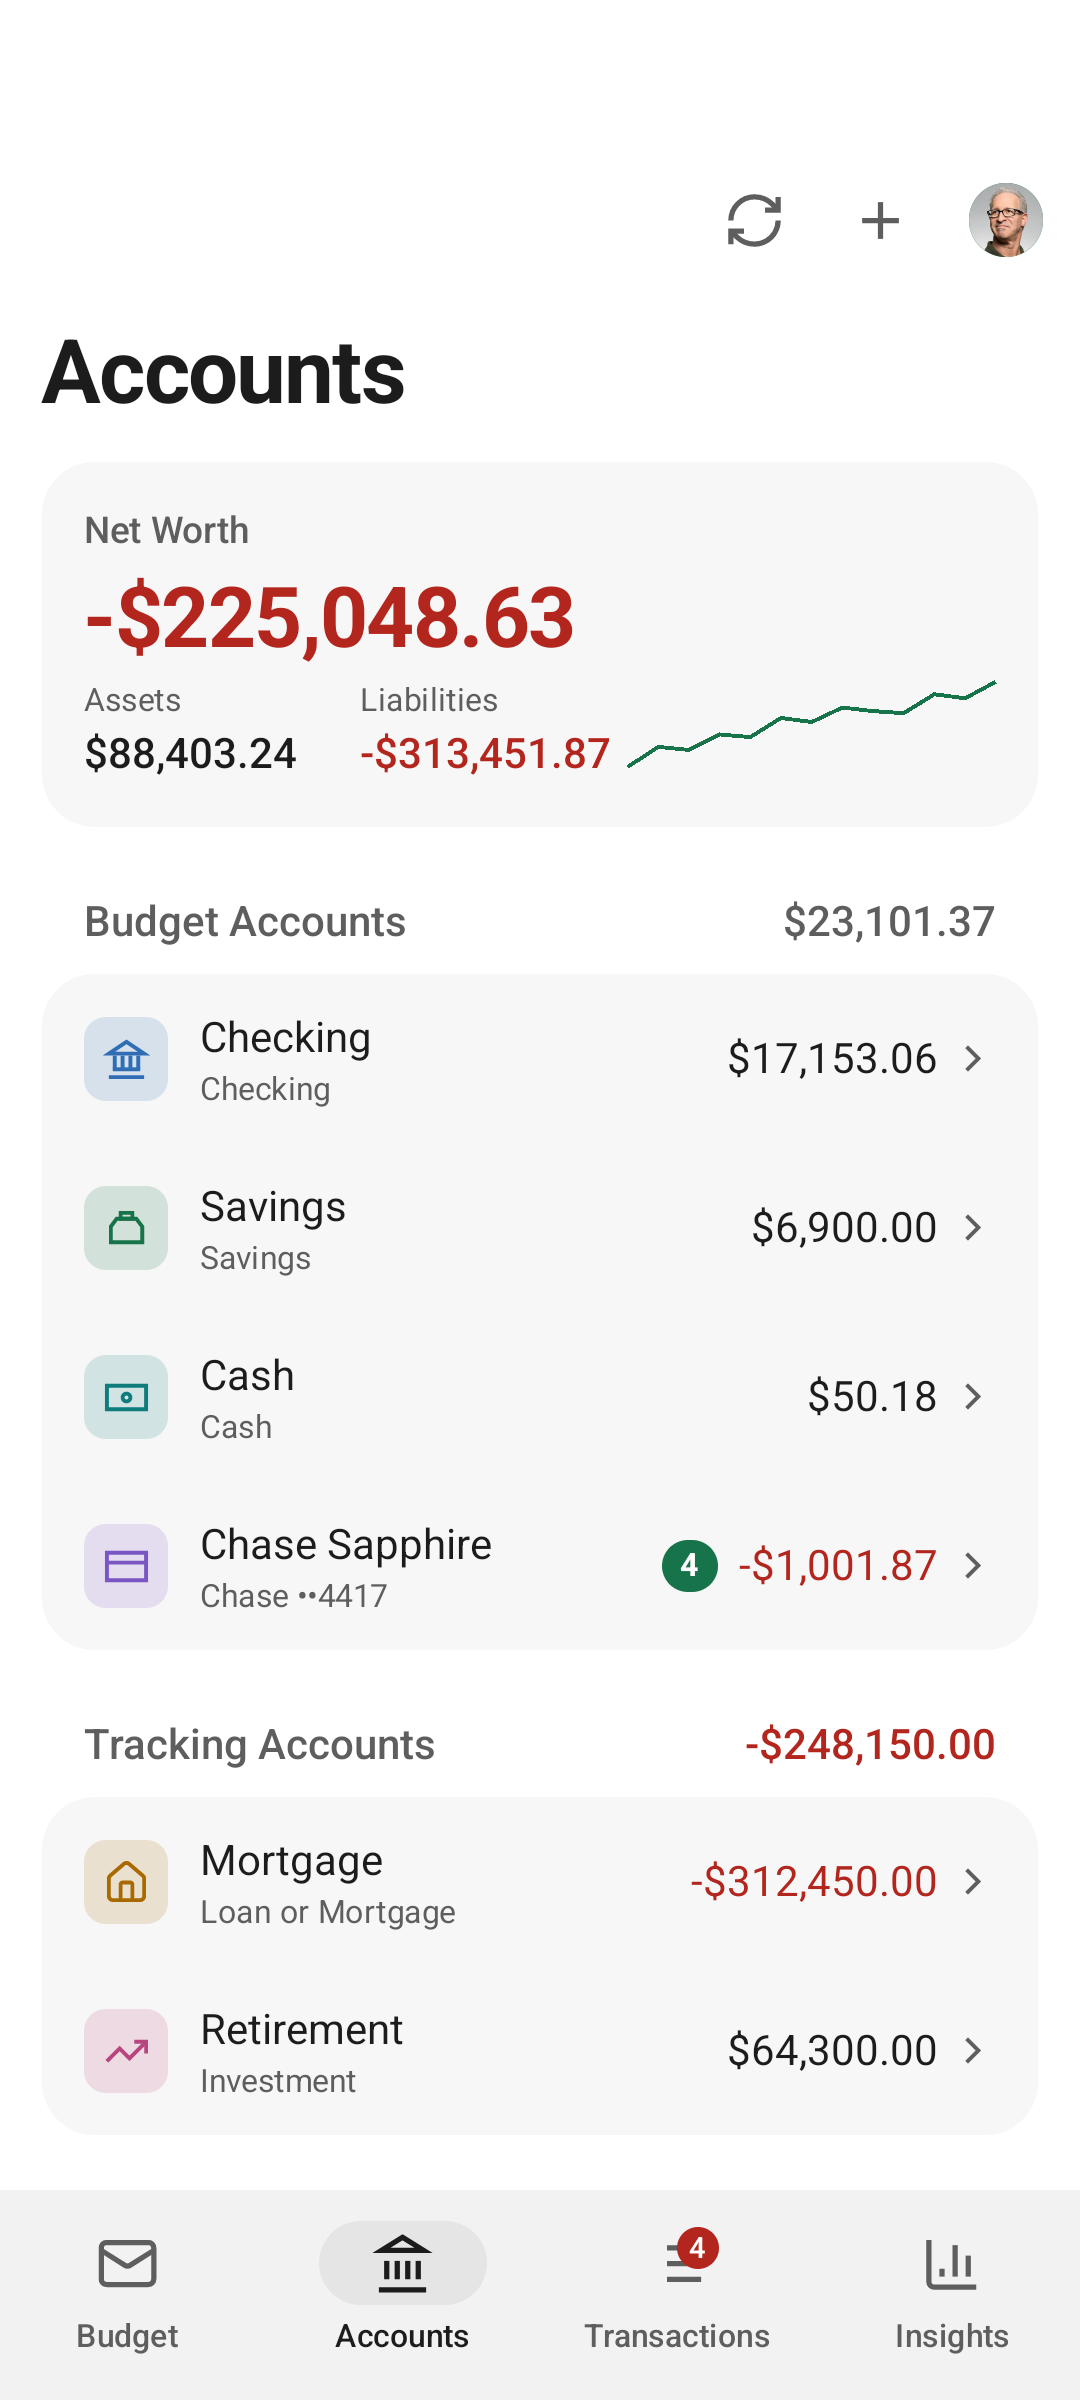 Accounts
Net Worth
-$225,048.63
Assets
Liabilities
$88,403.24
-$313,451.87
Budget Accounts
$23,101.37
Checking
Checking
$17,153.06
Savings
Savings
$6,900.00
Cash
Cash
$50.18
Chase Sapphire
Chase ••4417
4
-$1,001.87
Tracking Accounts
-$248,150.00
Mortgage
Loan or Mortgage
-$312,450.00
Retirement
Investment
$64,300.00
4
Budget
Accounts
Transactions
Insights